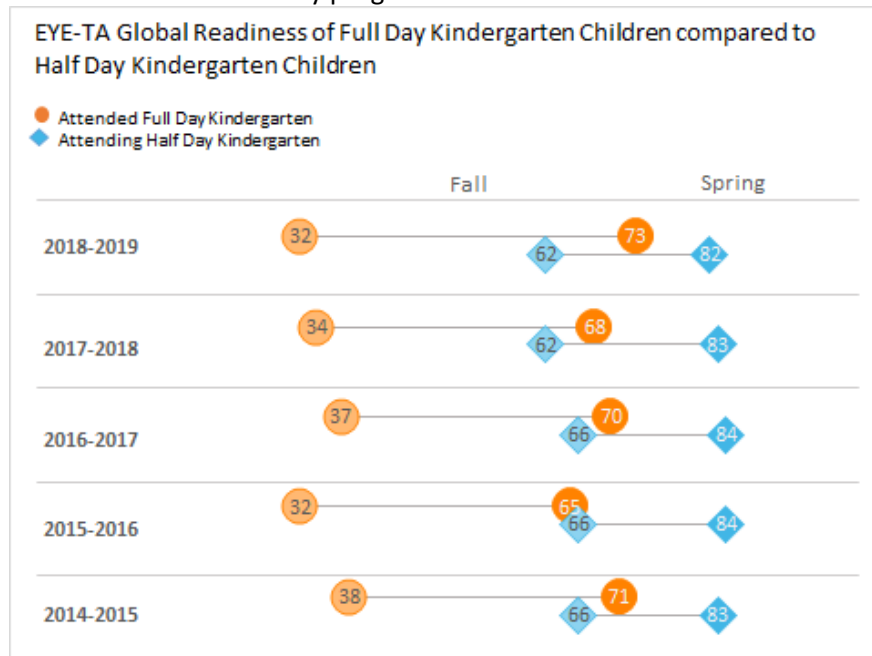 EYE-TA Global Readiness of Full Day Kindergarten Children compared to
Half Day Kindergarten Children
Attended Full Day Kindergarten
Attending Half Day Kindergarten
Fall Spring
2018-2019 32 73
62 82
2017-2018 34 68
62 83
2016-2017 37 70
66 84
2015-2016 32 65
66 84
2014-2015 38 71
66 83